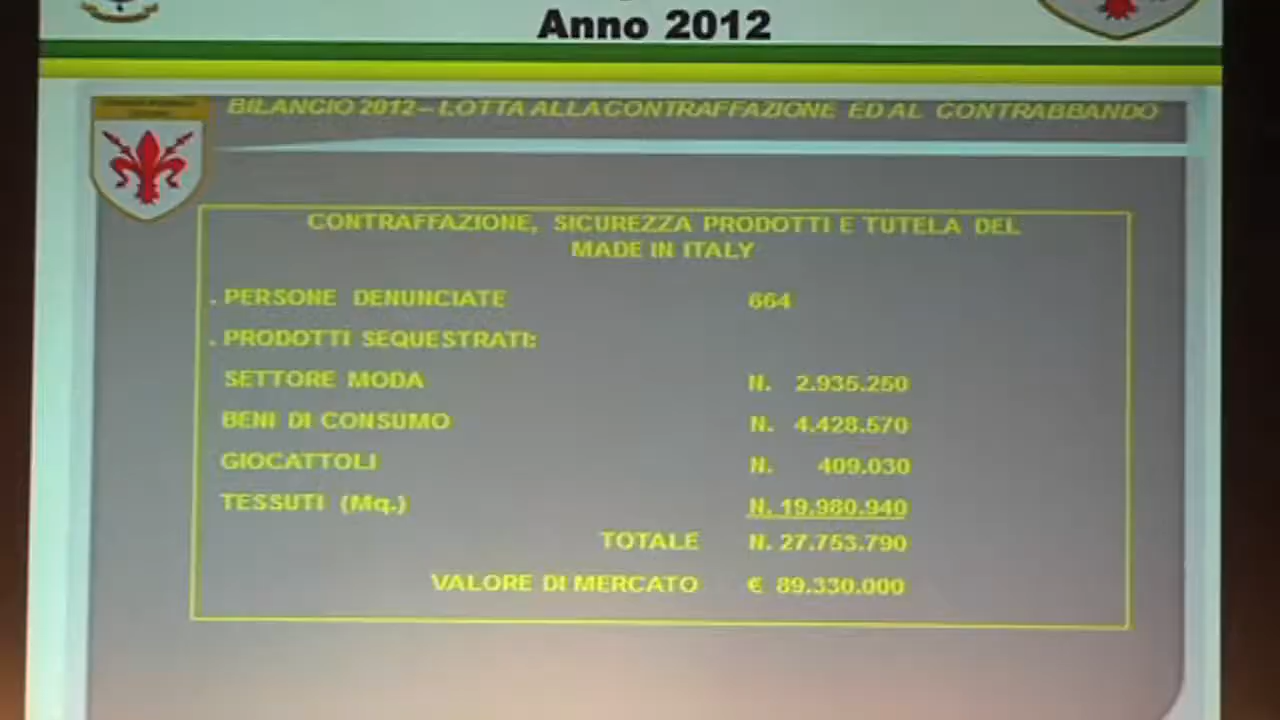 Anno 2012
BILANCIO 2012 – LOTTA ALLA CONTRAFFAZIONE ED AL CONTRABBANDO
CONTRAFFAZIONE, SICUREZZA PRODOTTI E TUTELA DEL
MADE IN ITALY
. PERSONE DENUNCIATE 664
. PRODOTTI SEQUESTRATI:
SETTORE MODA N. 2.935.250
BENI DI CONSUMO N. 4.428.570
GIOCATTOLI N. 409.030
TESSUTI (Mq.) N. 19.980.940
TOTALE N. 27.753.790
VALORE DI MERCATO € 89.330.000